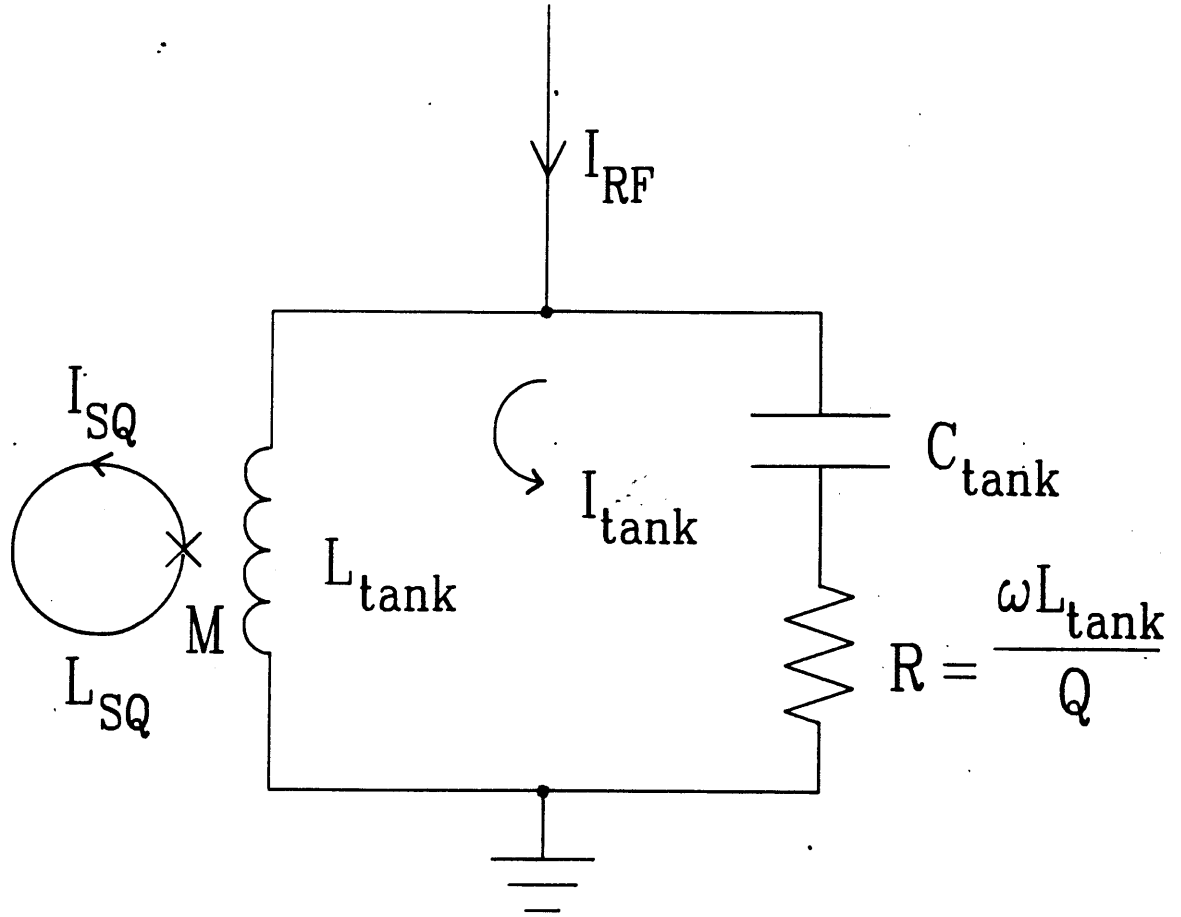 I_RF
I_SQ
C_tank
I_tank
L_tank
M
L_SQ
R = ωL_tank / Q